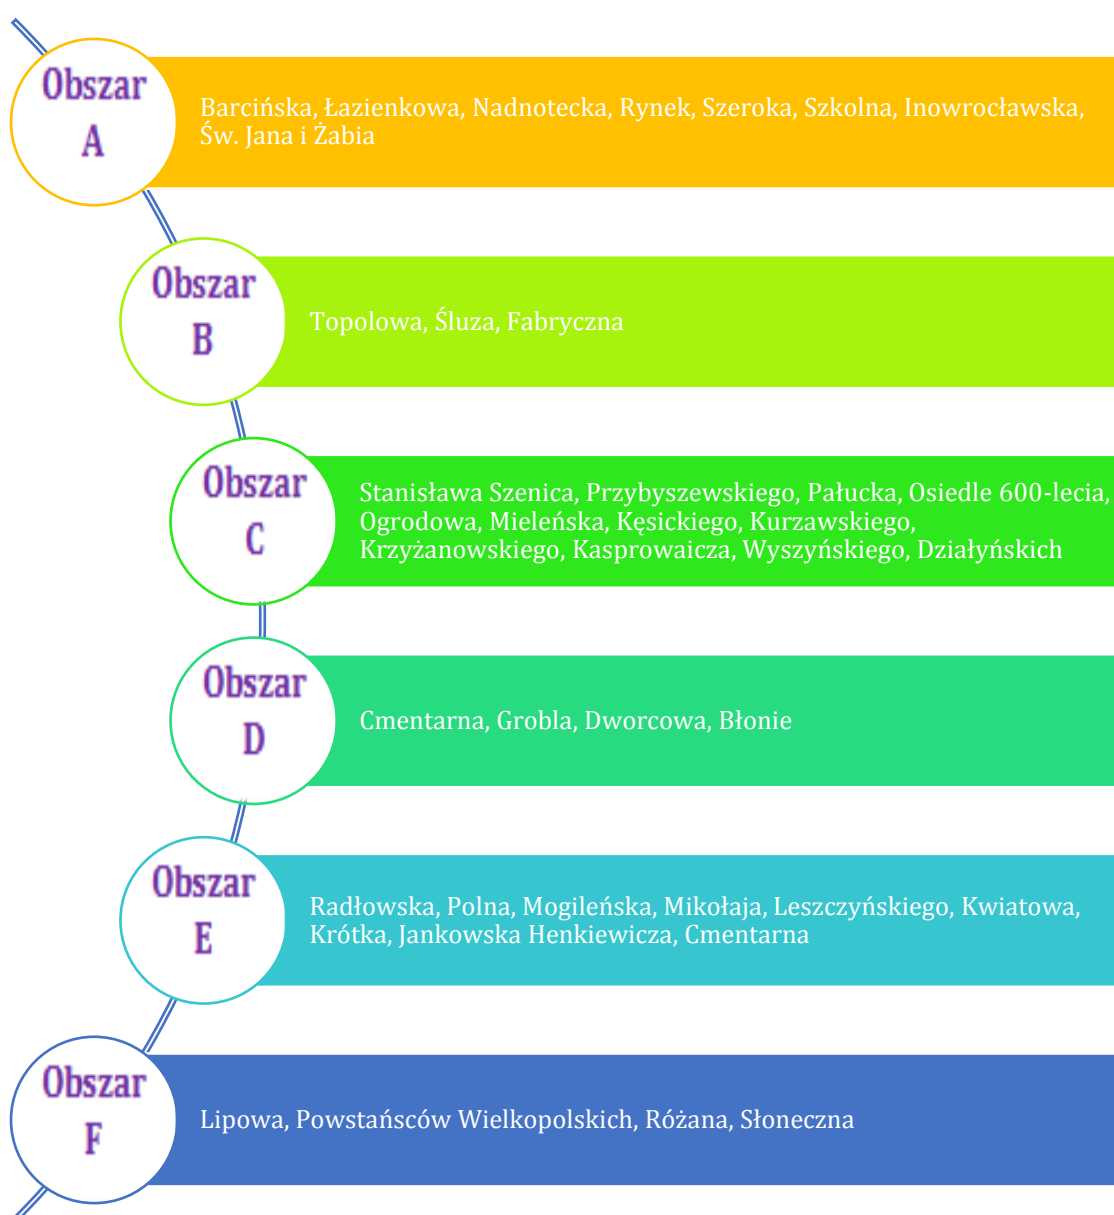 Obszar
A
Barcińska, Łazienkowa, Nadnotecka, Rynek, Szeroka, Szkolna, Inowrocławska,
Św. Jana i Żabia
Obszar
B
Topolowa, Śluza, Fabryczna
Obszar
C
Stanisława Szenica, Przybyszewskiego, Pałucka, Osiedle 600-lecia,
Ogrodowa, Mieleńska, Kęsickiego, Kurzawskiego,
Krzyżanowskiego, Kasprowaicza, Wyszyńskiego, Działyńskich
Obszar
D
Cmentarna, Grobla, Dworcowa, Błonie
Obszar
E
Radłowska, Polna, Mogileńska, Mikołaja, Leszczyńskiego, Kwiatowa,
Krótka, Jankowska Henkiewicza, Cmentarna
Obszar
F
Lipowa, Powstańsców Wielkopolskich, Różana, Słoneczna